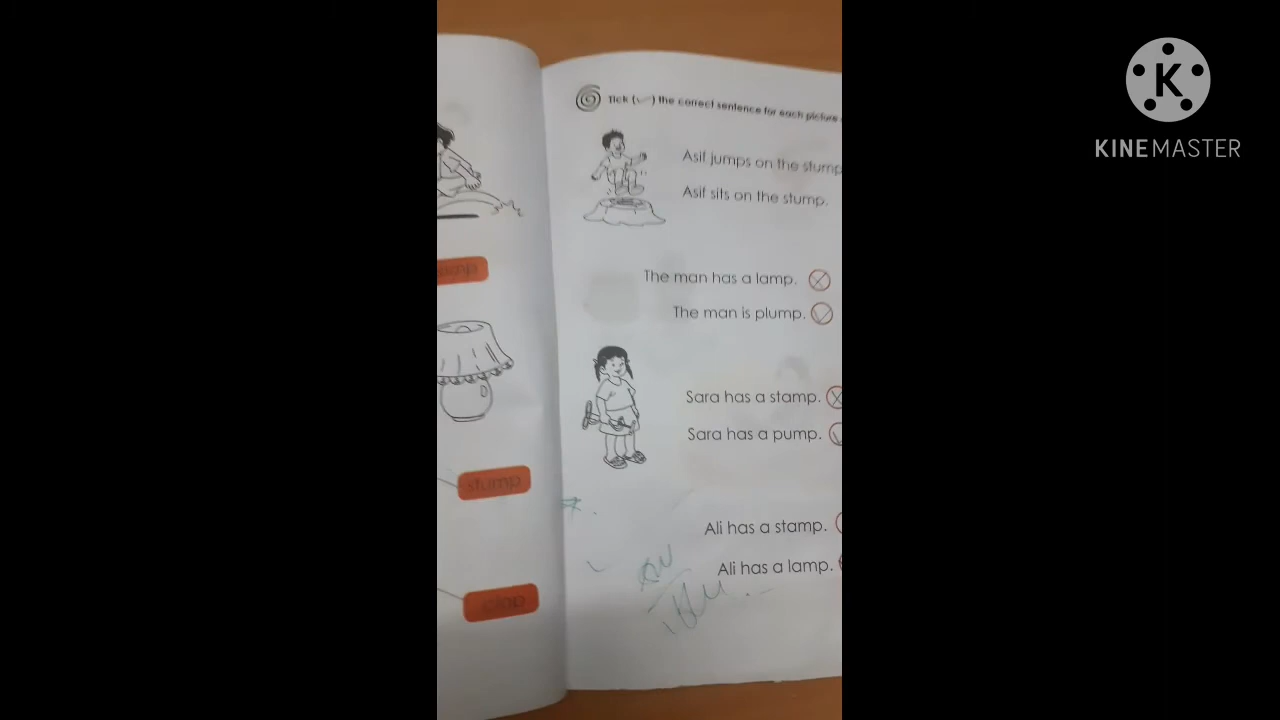 Tick (✓) the correct sentence for each picture
Asif jumps on the stump
Asif sits on the stump.
The man has a lamp.
The man is plump.
Sara has a stamp.
Sara has a pump.
Ali has a stamp.
Ali has a lamp.
stump
K
KINEMASTER